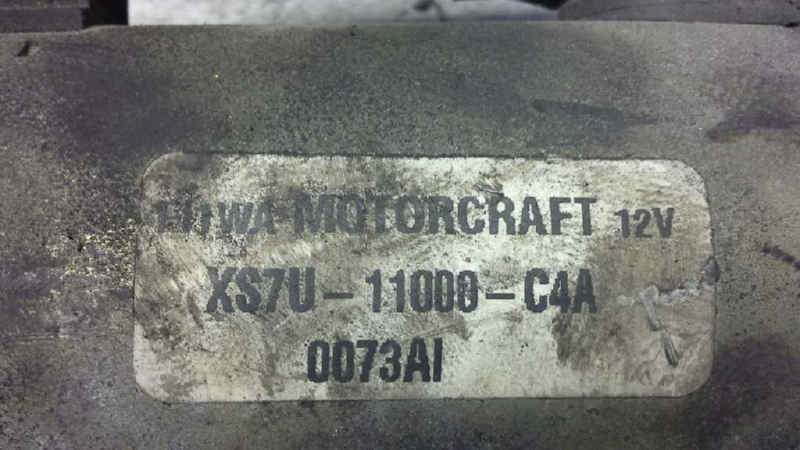 MOTORCRAFT 12V
XS7U-11000-C4A
0073AI